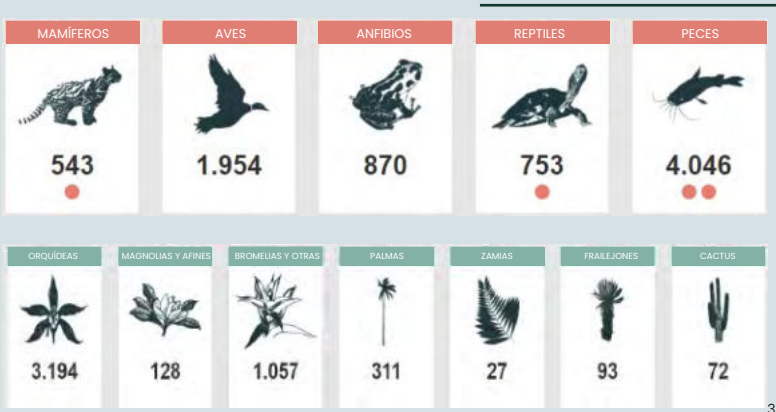 MAMÍFEROS AVES ANFIBIOS REPTILES PECES
543 1.954 870 753 4.046
ORQUÍDEAS MAGNOLIAS Y AFINES BROMELIAS Y OTRAS PALMAS ZAMIAS FRAILEJONES CACTUS
3.194 128 1.057 311 27 93 72
3